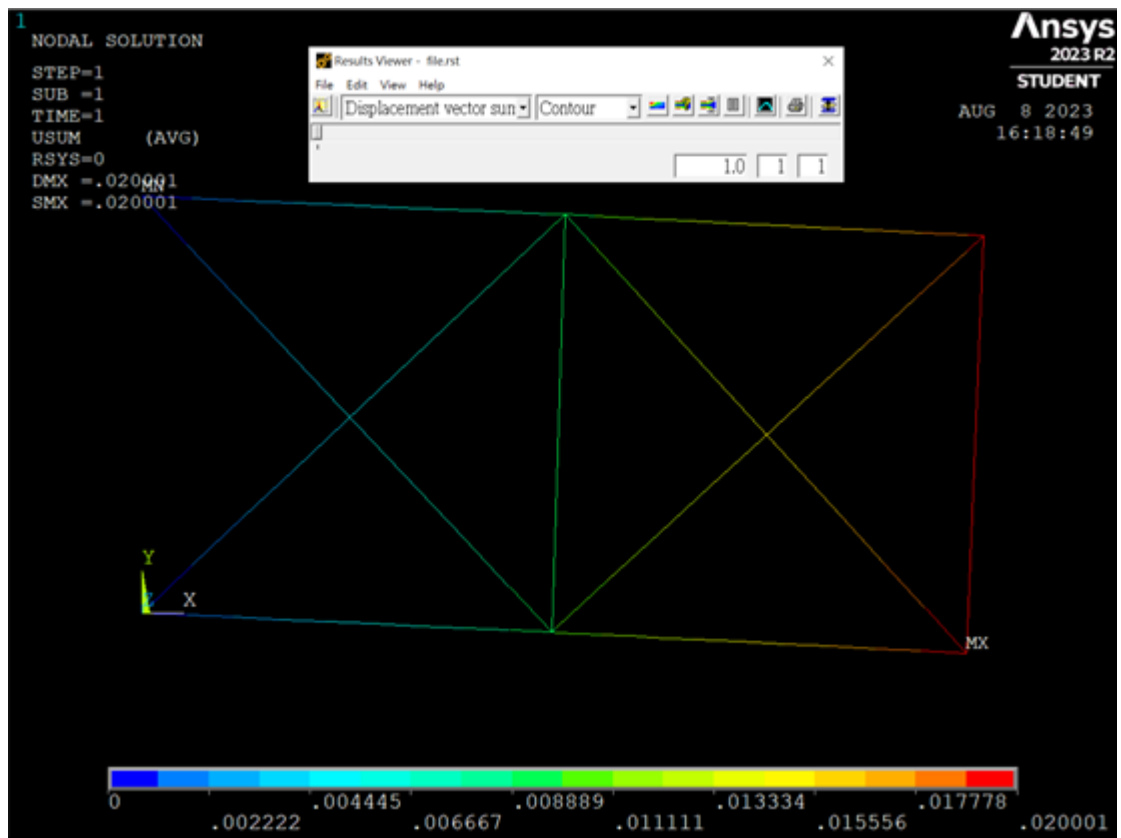 1
NODAL SOLUTION
STEP=1
SUB =1
TIME=1
USUM (AVG)
RSYS=0
DMX =.020001
SMX =.020001
MN
Results Viewer - file.rst
File Edit View Help
Displacement vector sun
Contour
1.0 1 1
Ansys
2023 R2
STUDENT
AUG 8 2023
16:18:49
Y
Z X
MX
0 .004445 .008889 .013334 .017778
.002222 .006667 .011111 .015556 .020001